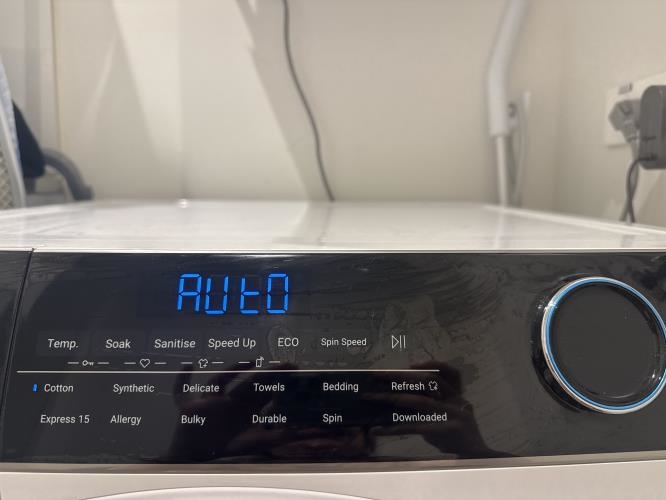 AUtO
Temp. Soak Sanitise Speed Up ECO Spin Speed
Cotton Synthetic Delicate Towels Bedding Refresh
Express 15 Allergy Bulky Durable Spin Downloaded